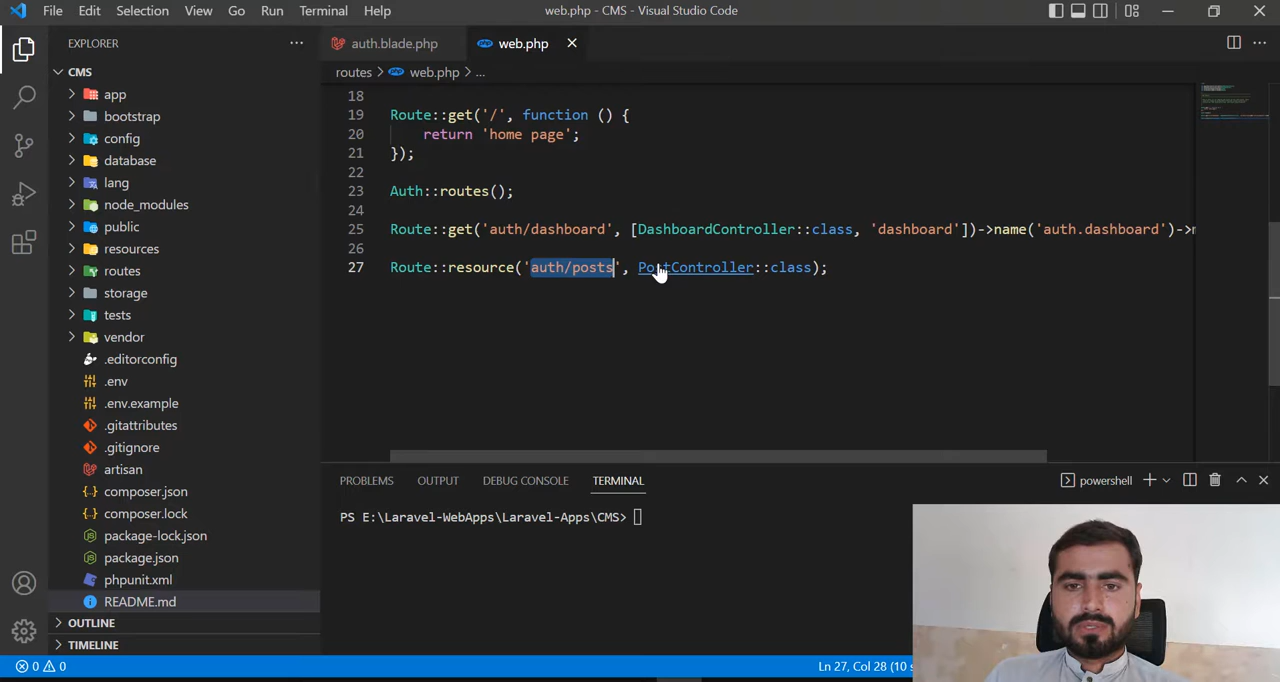 File Edit Selection View Go Run Terminal Help
web.php - CMS - Visual Studio Code
EXPLORER
auth.blade.php
web.php
CMS
routes > web.php > ...
app
bootstrap
config
database
lang
node_modules
public
resources
routes
storage
tests
vendor
.editorconfig
.env
.env.example
.gitattributes
.gitignore
artisan
composer.json
composer.lock
package-lock.json
package.json
phpunit.xml
README.md
OUTLINE
TIMELINE
18
19 Route::get('/', function () {
20 return 'home page';
21 });
22
23 Auth::routes();
24
25 Route::get('auth/dashboard', [DashboardController::class, 'dashboard'])->name('auth.dashboard')->
26
27 Route::resource('auth/posts', PostController::class);
PROBLEMS OUTPUT DEBUG CONSOLE TERMINAL
powershell
PS E:\Laravel-WebApps\Laravel-Apps\CMS>
0 0
Ln 27, Col 28 (10 s